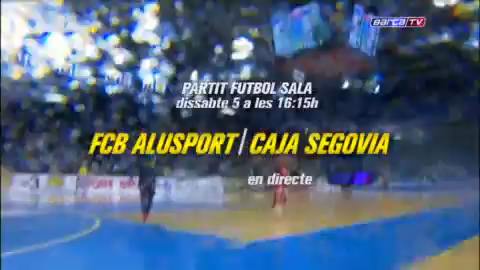 barça TV
PARTIT FUTBOL SALA
dissabte 5 a les 16:15h
FCB ALUSPORT | CAJA SEGOVIA
en directe